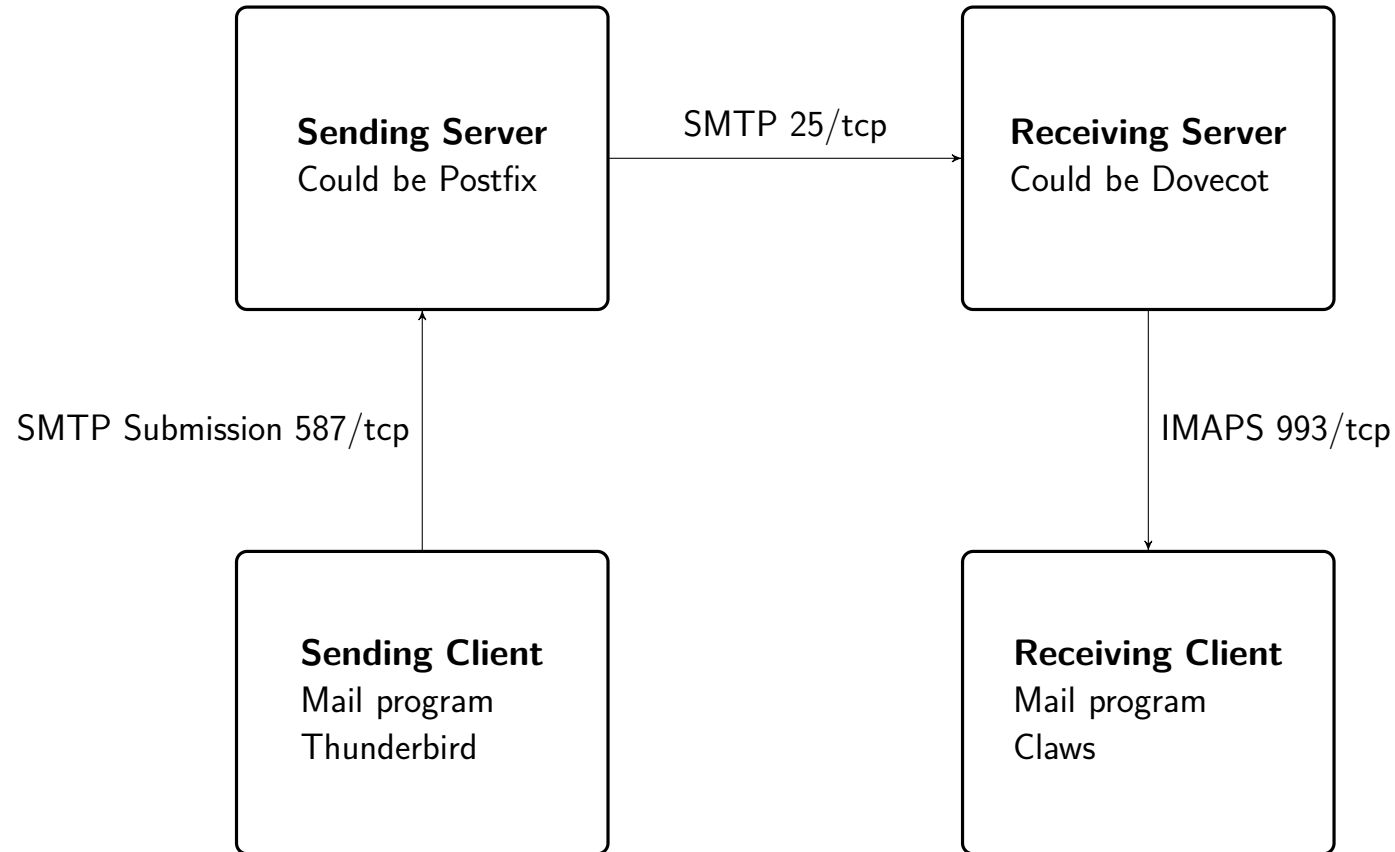 Sending Server
Could be Postfix
SMTP 25/tcp
Receiving Server
Could be Dovecot
SMTP Submission 587/tcp
IMAPS 993/tcp
Sending Client
Mail program
Thunderbird
Receiving Client
Mail program
Claws